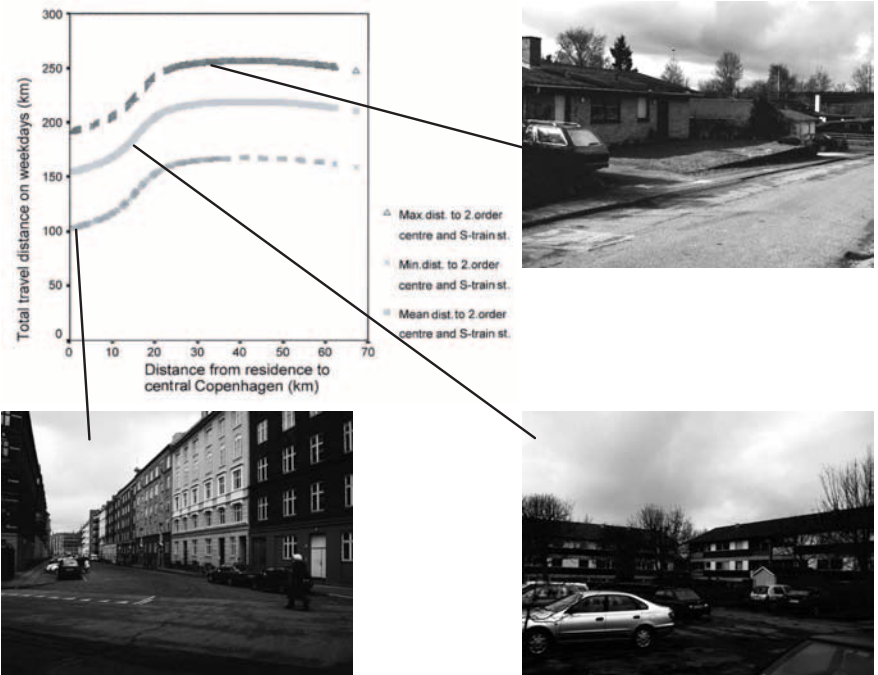 300
250
200
150
100
50
0
Total travel distance on weekdays (km)
0 10 20 30 40 50 60 70
Distance from residence to
central Copenhagen (km)
Max.dist. to 2.order
centre and S-train st.
Min.dist. to 2.order
centre and S-train st.
Mean dist. to 2.order
centre and S-train st.